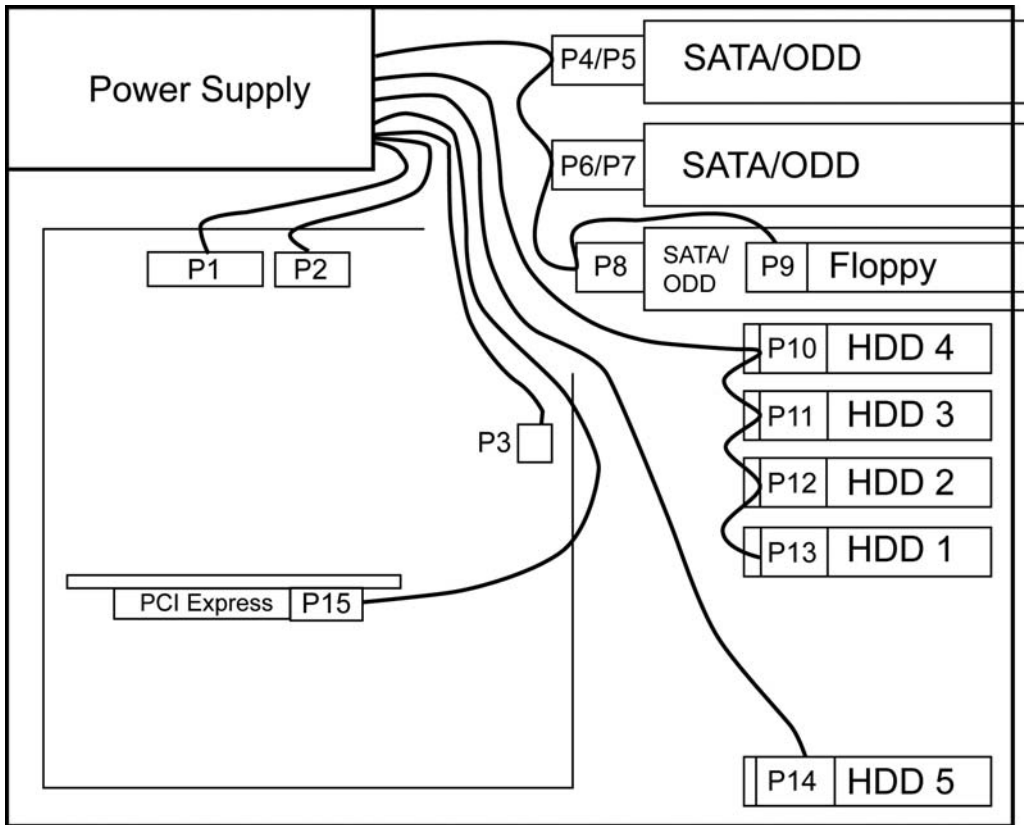 Power Supply
P4/P5
SATA/ODD
P6/P7
SATA/ODD
P1
P2
P8
SATA/
ODD
P9
Floppy
P10
HDD 4
P11
HDD 3
P3
P12
HDD 2
P13
HDD 1
PCI Express
P15
P14
HDD 5